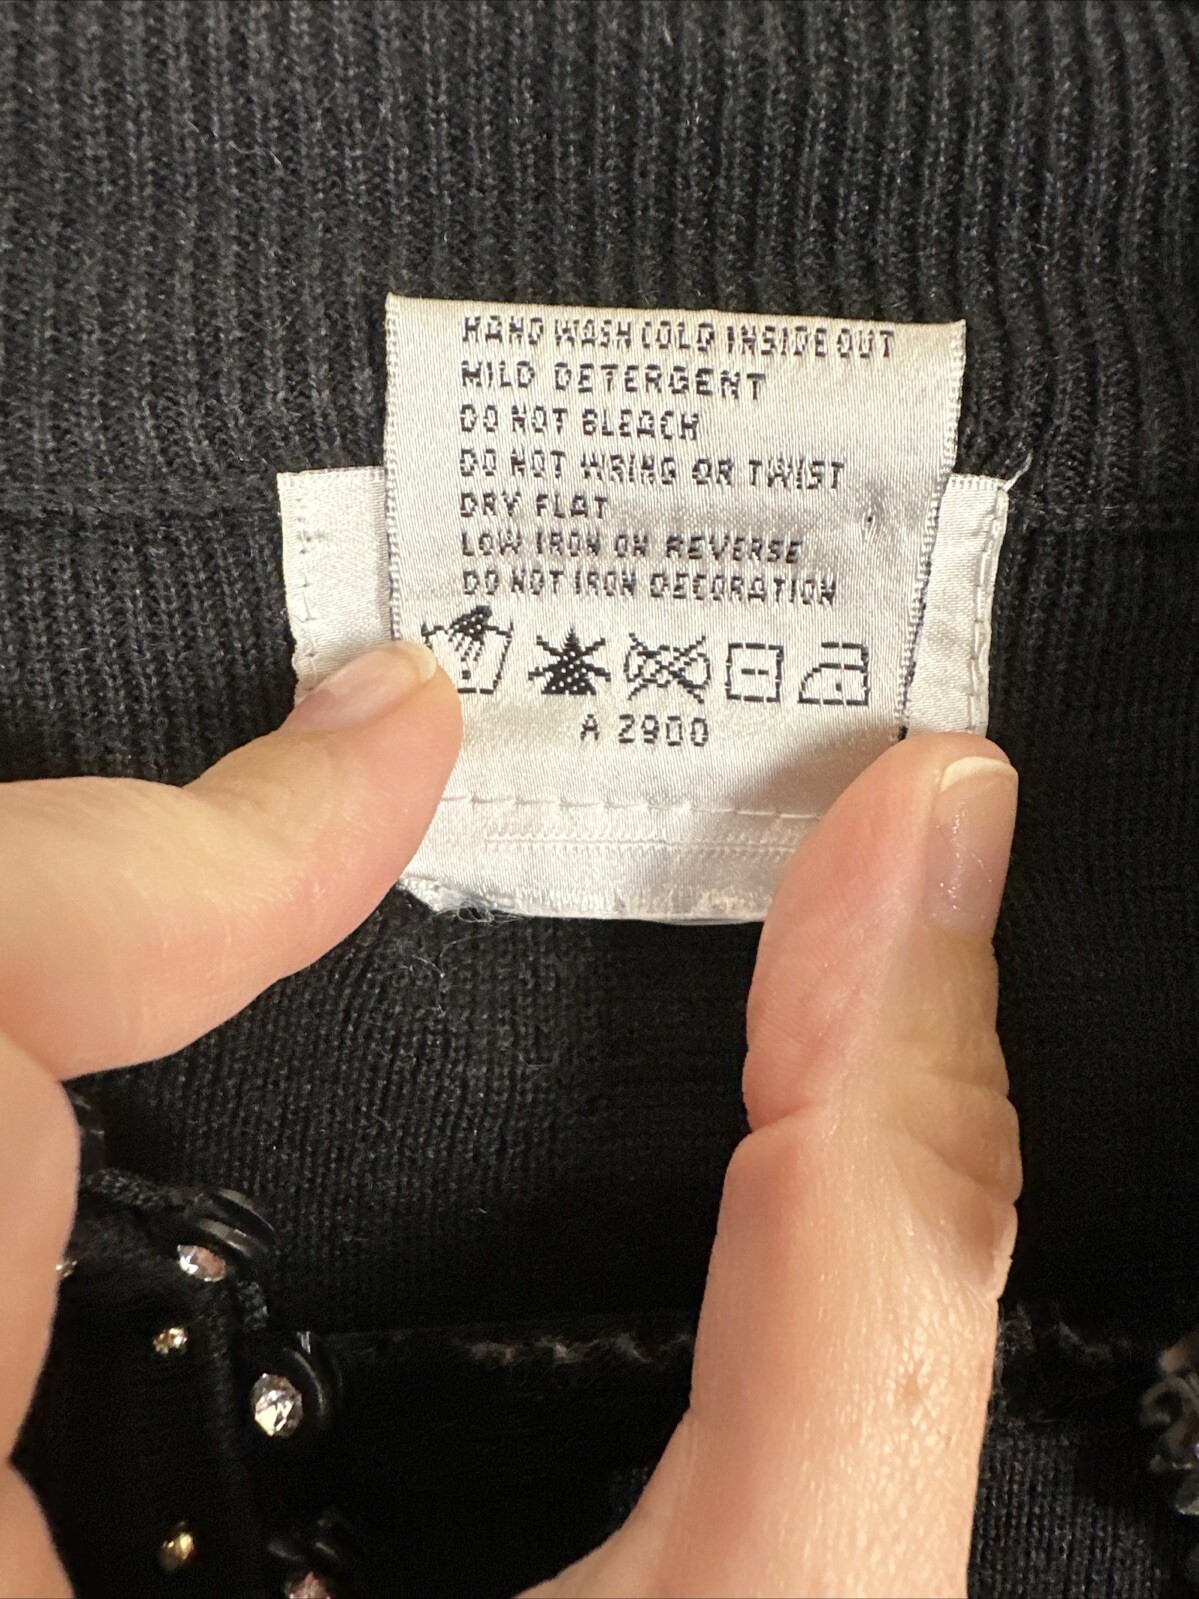 HAND WASH COLD INSIDE OUT
MILD DETERGENT
DO NOT BLEACH
DO NOT WRING OR TWIST
DRY FLAT
LOW IRON ON REVERSE
DO NOT IRON DECORATION
A 2900